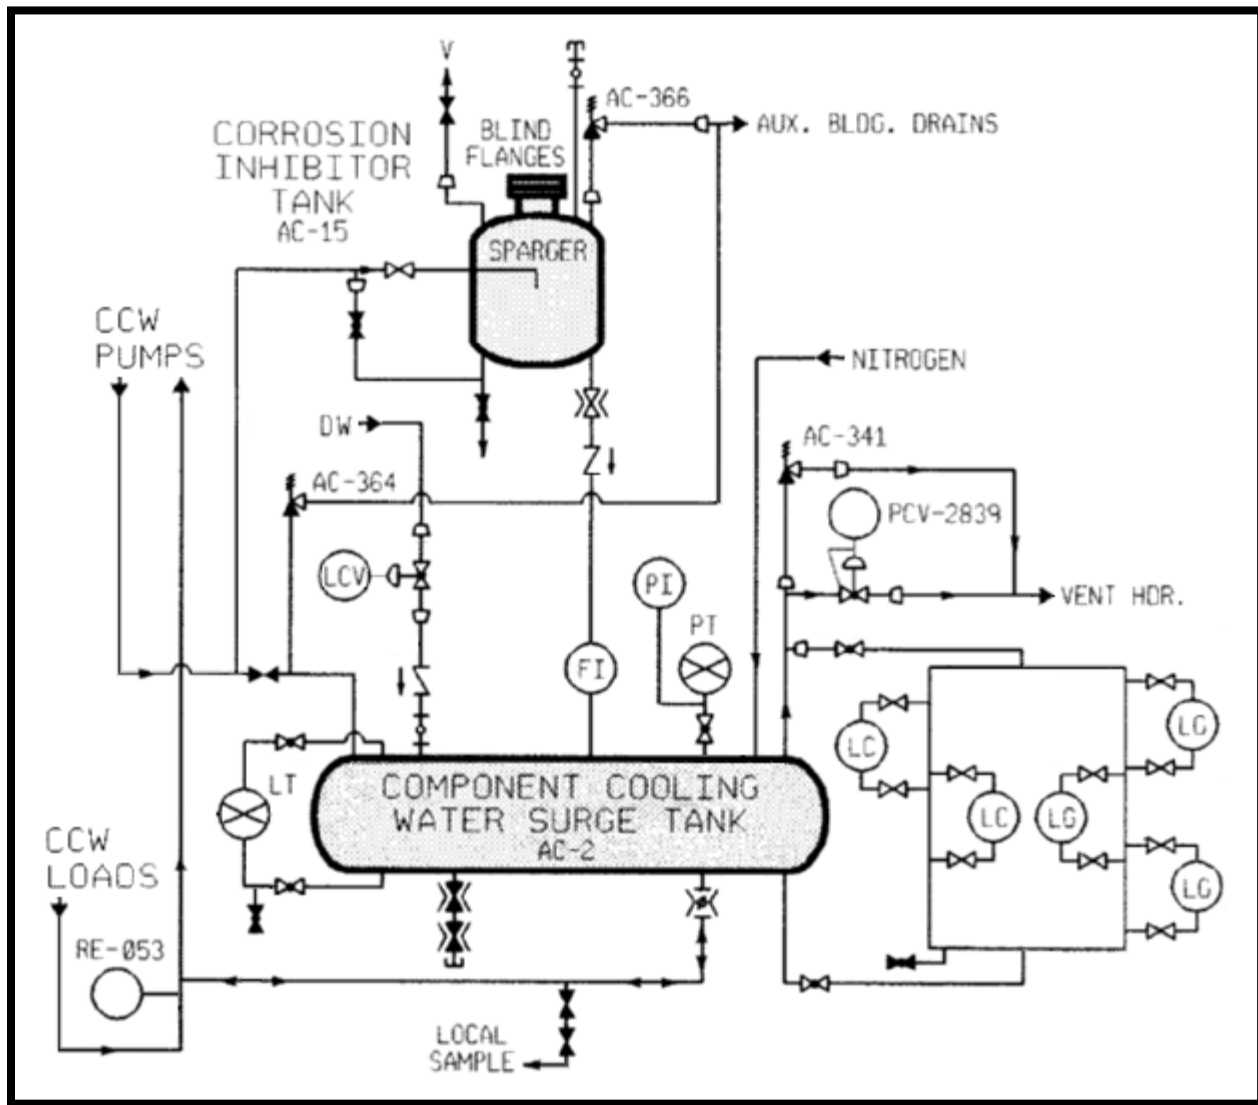 V
AC-366
AUX. BLDG. DRAINS
CORROSION
INHIBITOR
TANK
AC-15
BLIND
FLANGES
SPARGER
CCW
PUMPS
NITROGEN
DW
AC-341
AC-364
PCV-2839
LCV
PI
VENT HDR.
PT
FI
LC
LG
LT
COMPONENT COOLING
WATER SURGE TANK
AC-2
LC
LG
CCW
LOADS
LG
RE-053
LOCAL
SAMPLE